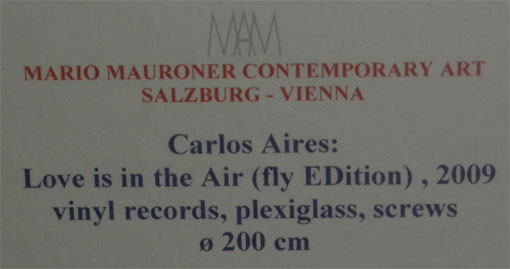 MAM
MARIO MAURONER CONTEMPORARY ART
SALZBURG - VIENNA
Carlos Aires:
Love is in the Air (fly EDition) , 2009
vinyl records, plexiglass, screws
ø 200 cm